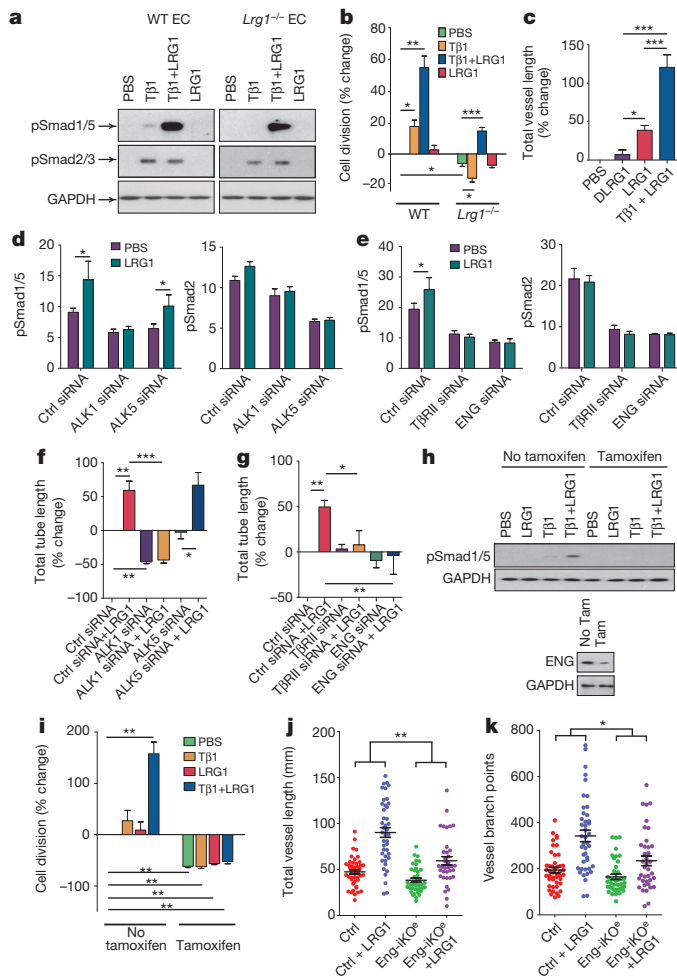 a
WT EC
Lrg1–/– EC
PBS
Tβ1
Tβ1+LRG1
LRG1
PBS
Tβ1
Tβ1+LRG1
LRG1
pSmad1/5
pSmad2/3
GAPDH
b
PBS
Tβ1
Tβ1+LRG1
LRG1
Cell division (% change)
80
60
40
20
0
−20
**
*
***
*
*
WT
Lrg1–/–
c
Total vessel length
(% change)
150
100
50
0
***
***
*
PBS
DLRG1
LRG1
Tβ1 + LRG1
d
PBS
LRG1
pSmad1/5
20
15
10
5
0
*
*
Ctrl siRNA
ALK1 siRNA
ALK5 siRNA
pSmad2
15
10
5
0
Ctrl siRNA
ALK1 siRNA
ALK5 siRNA
e
PBS
LRG1
pSmad1/5
40
30
20
10
0
*
Ctrl siRNA
TβRII siRNA
ENG siRNA
pSmad2
30
20
10
0
Ctrl siRNA
TβRII siRNA
ENG siRNA
f
Total tube length
(% change)
100
50
0
−50
−100
**
***
**
*
Ctrl siRNA
Ctrl siRNA+LRG1
ALK1 siRNA
ALK1 siRNA + LRG1
ALK5 siRNA
ALK5 siRNA + LRG1
g
Total tube length
(% change)
100
50
0
−50
**
*
**
Ctrl siRNA
Ctrl siRNA+LRG1
TβRII siRNA
TβRII siRNA + LRG1
ENG siRNA
ENG siRNA + LRG1
h
No tamoxifen
Tamoxifen
PBS
LRG1
Tβ1
Tβ1+LRG1
PBS
LRG1
Tβ1
Tβ1+LRG1
pSmad1/5
GAPDH
No Tam
Tam
ENG
GAPDH
i
Cell division (% change)
200
100
0
−100
**
PBS
Tβ1
LRG1
Tβ1+LRG1
**
**
**
**
No
tamoxifen
Tamoxifen
j
Total vessel length (mm)
200
150
100
50
0
**
Ctrl
Ctrl + LRG1
Eng-iKOe
Eng-iKOe
+LRG1
k
Vessel branch points
800
600
400
200
0
*
Ctrl
Ctrl + LRG1
Eng-iKOe
Eng-iKOe
+LRG1